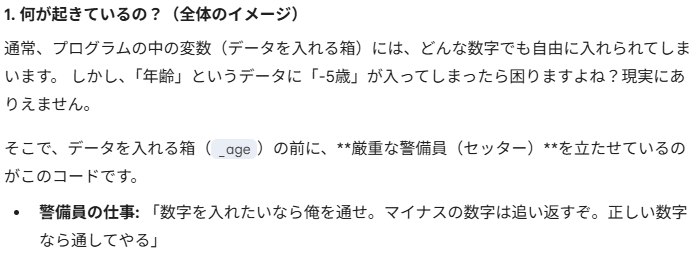 1. 何が起きているの？（全体のイメージ）
通常、プログラムの中の変数（データを入れる箱）には、どんな数字でも自由に入れられてしま
います。 しかし、「年齢」というデータに「-5歳」が入ってしまったら困りますよね？現実にあ
りえません。
そこで、データを入れる箱（ _age ）の前に、**厳重な警備員（セッター）**を立たせているの
がこのコードです。
• 警備員の仕事: 「数字を入れたいなら俺を通せ。マイナスの数字は追い返すぞ。正しい数字
なら通してやる」